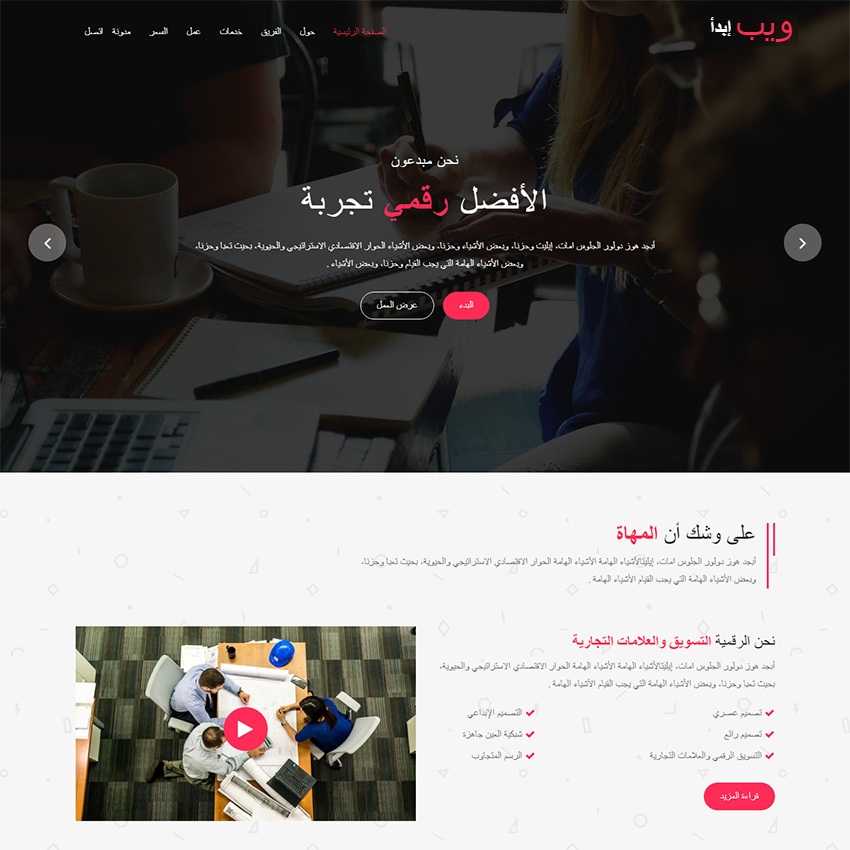 ويب إبدأ
الصفحة الرئيسية حول الفريق خدمات عمل السعر مدونة اتصل
نحن مبدعون
الأفضل رقمي تجربة
أبجد هوز دولور الجلوس امات، إيليت وحزنا، وبعض الأشياء وحزنا، وبعض الأشياء الحوار الاقتصادي الاستراتيجي والحيوية، بحيث تحيا وحزنا،
وبعض الأشياء الهامة التي يجب القيام وحزنا، وبعض الأشياء .
البدء
عرض العمل
على وشك أن المهاة
أبجد هوز دولور الجلوس امات، إيليتالأشياء الهامة الأشياء الهامة الحوار الاقتصادي الاستراتيجي والحيوية، بحيث تحيا وحزنا،
وبعض الأشياء الهامة التي يجب القيام الأشياء الهامة .
نحن الرقمية التسويق والعلامات التجارية
أبجد هوز دولور الجلوس امات، إيليتالأشياء الهامة الأشياء الهامة الحوار الاقتصادي الاستراتيجي والحيوية،
بحيث تحيا وحزنا، وبعض الأشياء الهامة التي يجب القيام الأشياء الهامة .
تصميم عصري
التصميم الإبداعي
تصميم رائع
شبكية العين جاهزة
التسويق الرقمي والعلامات التجارية
الرسم المتجاوب
قراءة المزيد